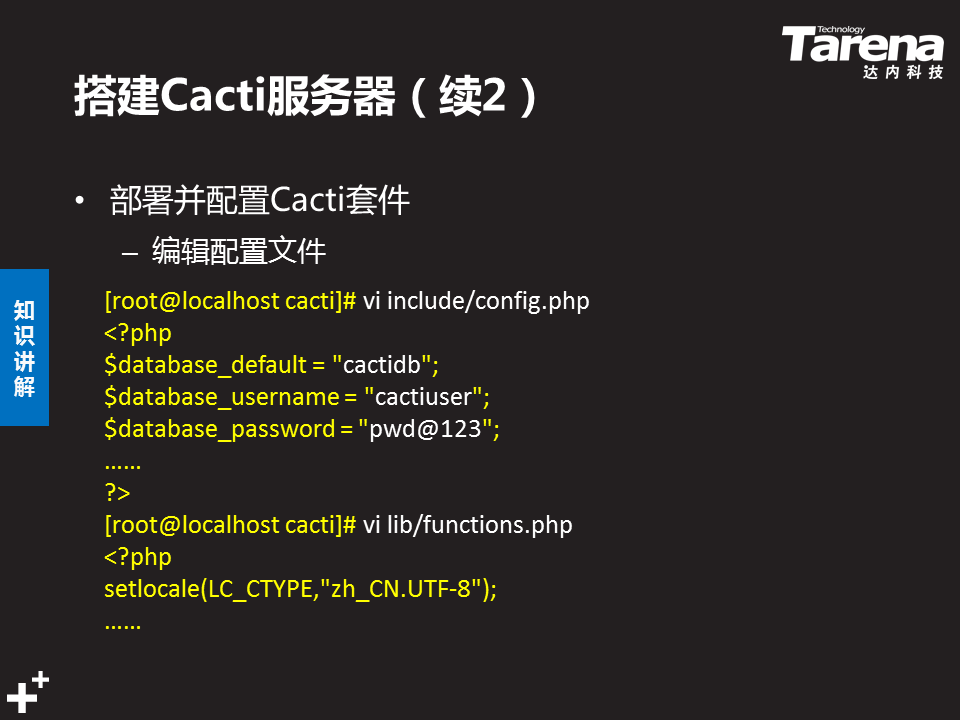 Technology
Tarena
达内科技
搭建Cacti服务器（续2）
• 部署并配置Cacti套件
– 编辑配置文件
知识讲解
[root@localhost cacti]# vi include/config.php
<?php
$database_default = "cactidb";
$database_username = "cactiuser";
$database_password = "pwd@123";
……
?>
[root@localhost cacti]# vi lib/functions.php
<?php
setlocale(LC_CTYPE,"zh_CN.UTF-8");
……